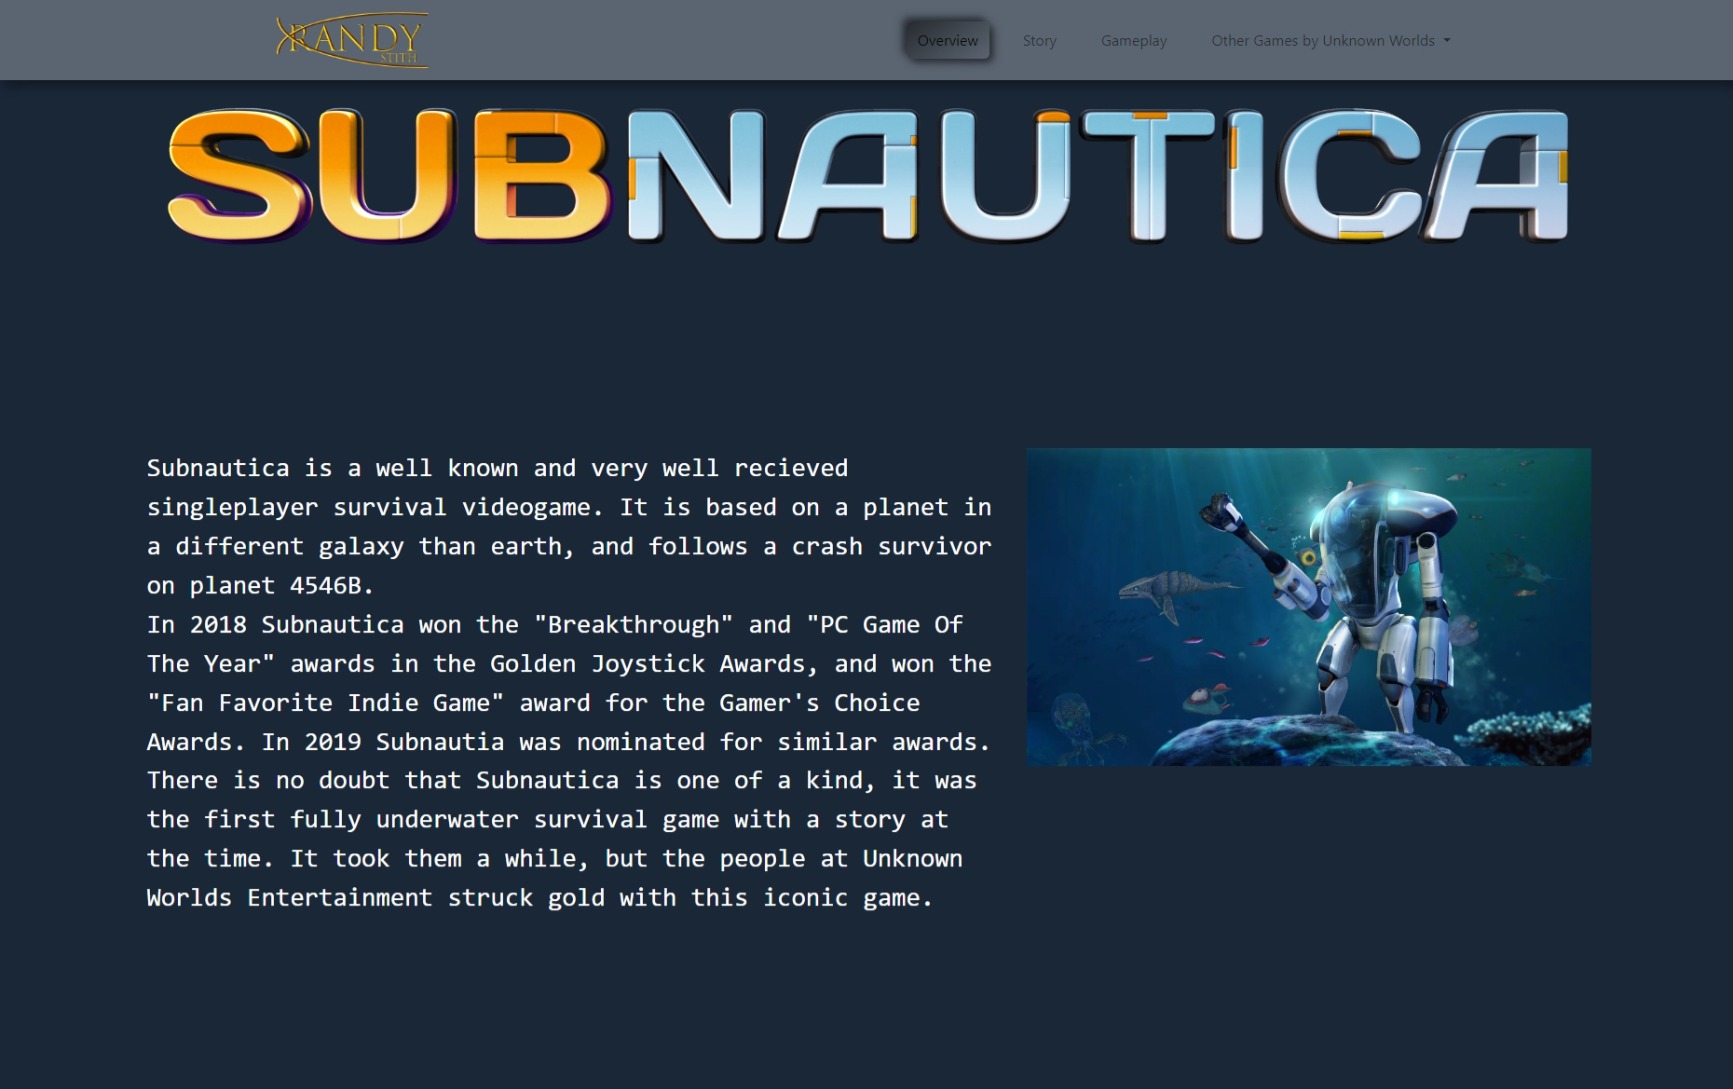 RANDY
STITH
Overview Story Gameplay Other Games by Unknown Worlds
SUBNAUTICA
Subnautica is a well known and very well recieved
singleplayer survival videogame. It is based on a planet in
a different galaxy than earth, and follows a crash survivor
on planet 4546B.
In 2018 Subnautica won the "Breakthrough" and "PC Game Of
The Year" awards in the Golden Joystick Awards, and won the
"Fan Favorite Indie Game" award for the Gamer's Choice
Awards. In 2019 Subnautia was nominated for similar awards.
There is no doubt that Subnautica is one of a kind, it was
the first fully underwater survival game with a story at
the time. It took them a while, but the people at Unknown
Worlds Entertainment struck gold with this iconic game.